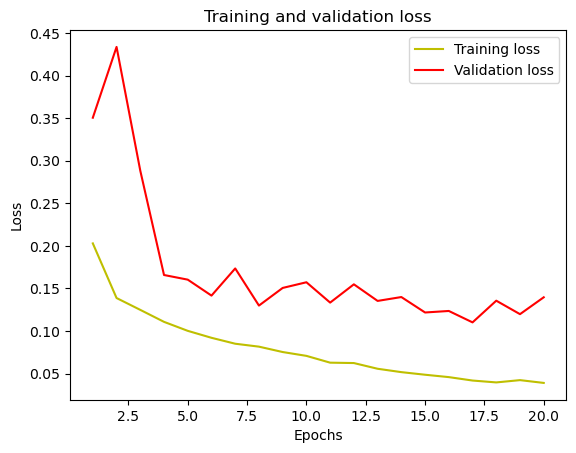 Training and validation loss
Training loss
Validation loss
0.45
0.40
0.35
0.30
0.25
0.20
0.15
0.10
0.05
Loss
2.5 5.0 7.5 10.0 12.5 15.0 17.5 20.0
Epochs